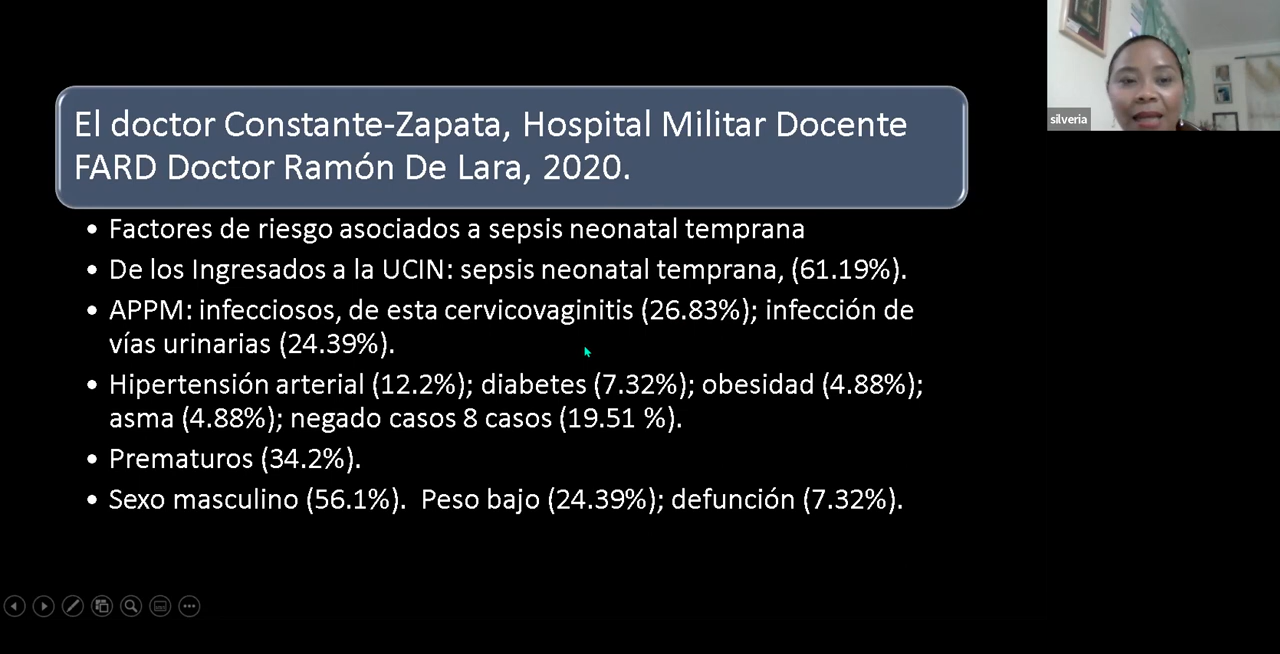 El doctor Constante-Zapata, Hospital Militar Docente
FARD Doctor Ramón De Lara, 2020.
• Factores de riesgo asociados a sepsis neonatal temprana
• De los Ingresados a la UCIN: sepsis neonatal temprana, (61.19%).
• APPM: infecciosos, de esta cervicovaginitis (26.83%); infección de
vías urinarias (24.39%).
• Hipertensión arterial (12.2%); diabetes (7.32%); obesidad (4.88%);
asma (4.88%); negado casos 8 casos (19.51 %).
• Prematuros (34.2%).
• Sexo masculino (56.1%). Peso bajo (24.39%); defunción (7.32%).
silveria